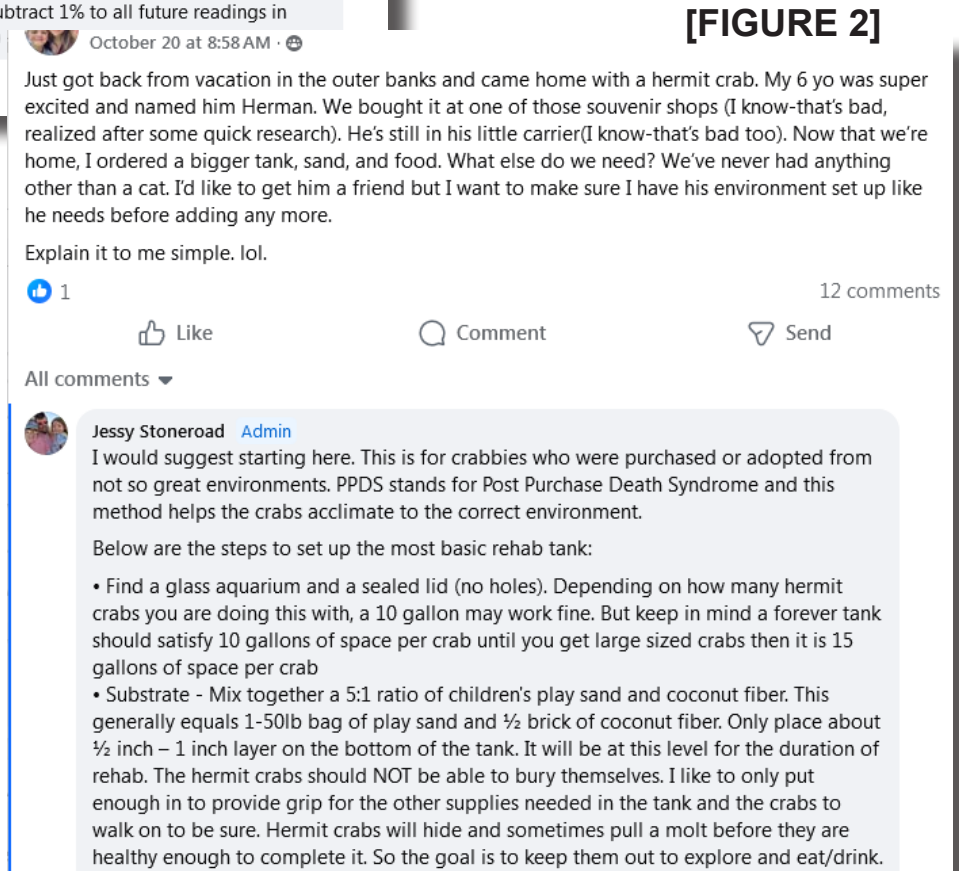 ubtract 1% to all future readings in
[FIGURE 2]
October 20 at 8:58 AM ·
Just got back from vacation in the outer banks and came home with a hermit crab. My 6 yo was super
excited and named him Herman. We bought it at one of those souvenir shops (I know-that's bad,
realized after some quick research). He's still in his little carrier(I know-that's bad too). Now that we're
home, I ordered a bigger tank, sand, and food. What else do we need? We've never had anything
other than a cat. I'd like to get him a friend but I want to make sure I have his environment set up like
he needs before adding any more.
Explain it to me simple. lol.
1
12 comments
Like
Comment
Send
All comments
Jessy Stoneroad Admin
I would suggest starting here. This is for crabbies who were purchased or adopted from
not so great environments. PPDS stands for Post Purchase Death Syndrome and this
method helps the crabs acclimate to the correct environment.
Below are the steps to set up the most basic rehab tank:
• Find a glass aquarium and a sealed lid (no holes). Depending on how many hermit
crabs you are doing this with, a 10 gallon may work fine. But keep in mind a forever tank
should satisfy 10 gallons of space per crab until you get large sized crabs then it is 15
gallons of space per crab
• Substrate - Mix together a 5:1 ratio of children's play sand and coconut fiber. This
generally equals 1-50lb bag of play sand and ½ brick of coconut fiber. Only place about
½ inch – 1 inch layer on the bottom of the tank. It will be at this level for the duration of
rehab. The hermit crabs should NOT be able to bury themselves. I like to only put
enough in to provide grip for the other supplies needed in the tank and the crabs to
walk on to be sure. Hermit crabs will hide and sometimes pull a molt before they are
healthy enough to complete it. So the goal is to keep them out to explore and eat/drink.